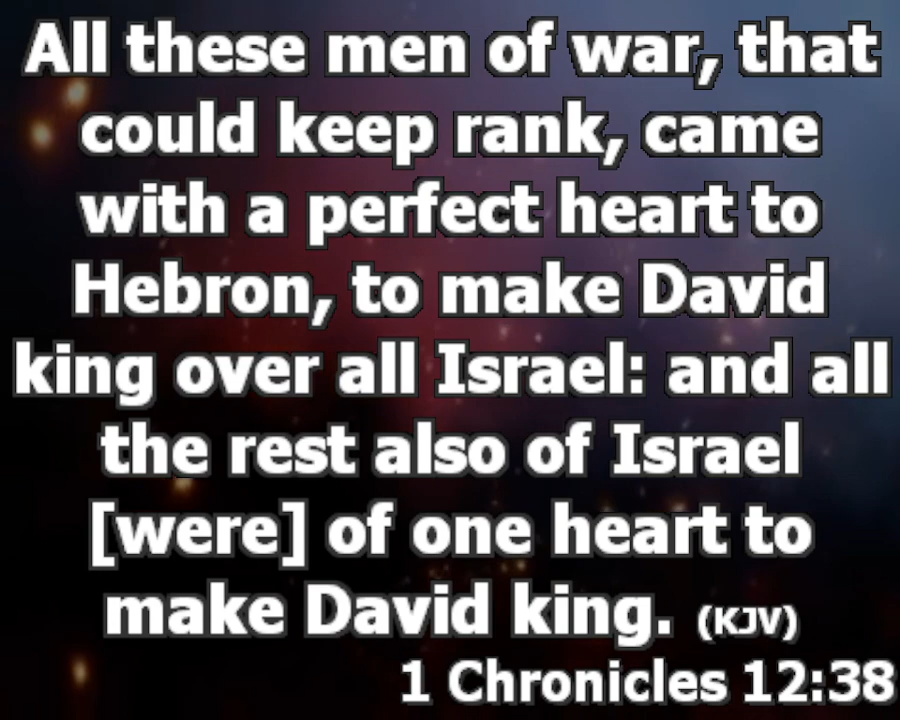 All these men of war, that
could keep rank, came
with a perfect heart to
Hebron, to make David
king over all Israel: and all
the rest also of Israel
[were] of one heart to
make David king. (KJV)
1 Chronicles 12:38